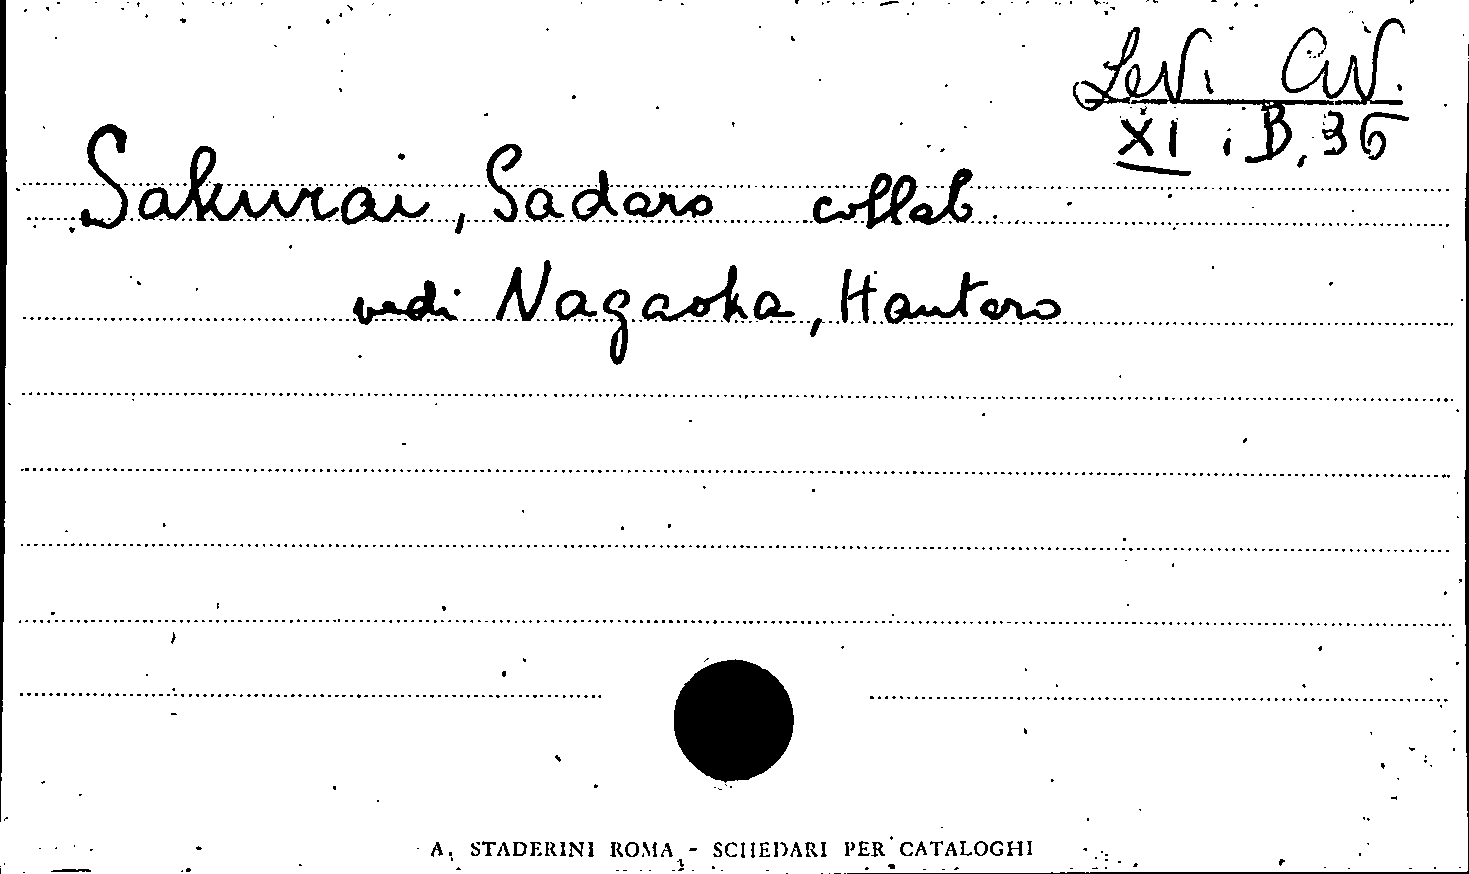 Levi Civ.
XI. B. 36
Sakurai, Sadaro collab.
vedi Nagaoka, Hantaro
A. STADERINI ROMA - SCHEDARI PER CATALOGHI